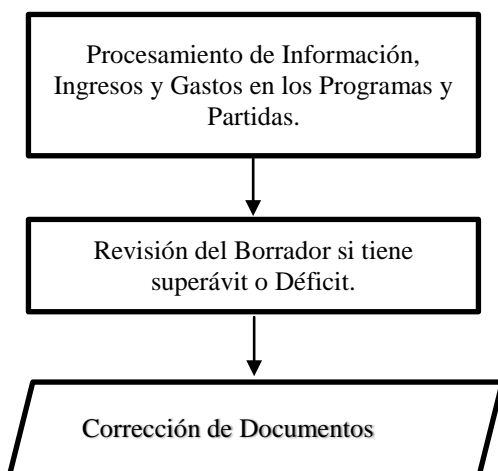 Procesamiento de Información,
Ingresos y Gastos en los Programas y
Partidas.
Revisión del Borrador si tiene
superávit o Déficit.
Corrección de Documentos